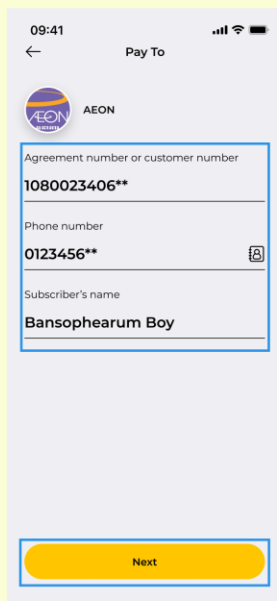 09:41
Pay To
ÆON
AEON
Agreement number or customer number
1080023406**
Phone number
0123456**
Subscriber's name
Bansophearum Boy
Next